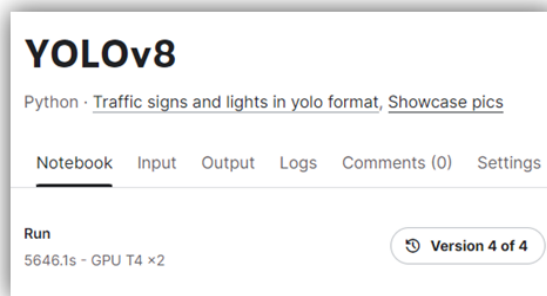 YOLOv8
Python · Traffic signs and lights in yolo format, Showcase pics
Notebook Input Output Logs Comments (0) Settings
Run
5646.1s - GPU T4 ×2
Version 4 of 4